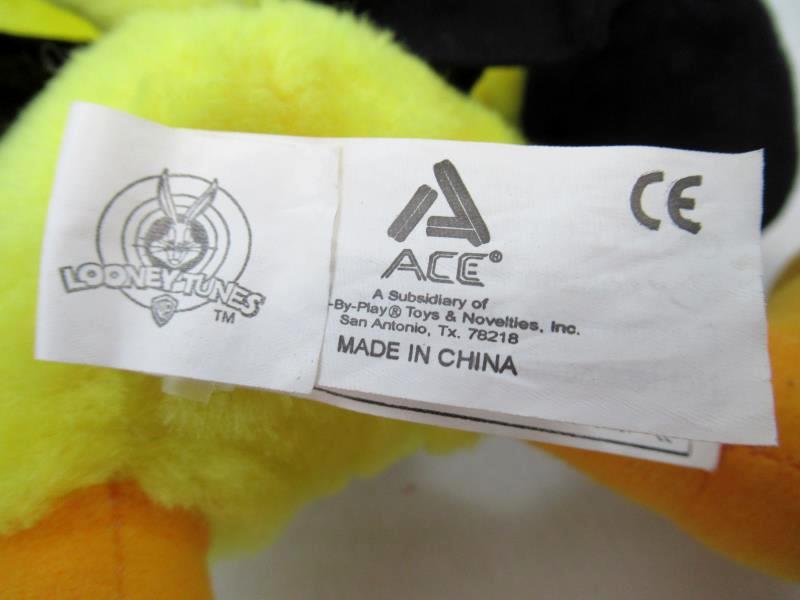 LOONEY TUNES
TM
ACE®
CE
A Subsidiary of
-By-Play® Toys & Novelties, Inc.
San Antonio, Tx. 78218
MADE IN CHINA